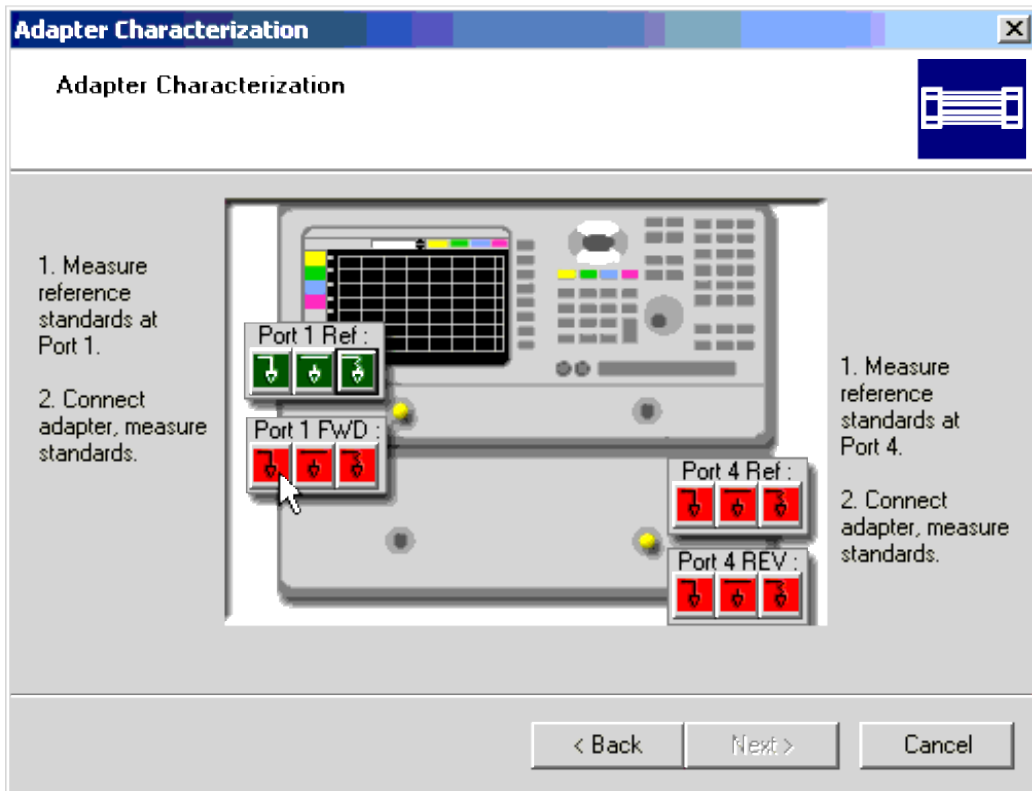 Adapter Characterization
Adapter Characterization
1. Measure
reference
standards at
Port 1.
2. Connect
adapter, measure
standards.
Port 1 Ref :
Port 1 FWD :
Port 4 Ref :
Port 4 REV :
1. Measure
reference
standards at
Port 4.
2. Connect
adapter, measure
standards.
< Back
Next >
Cancel